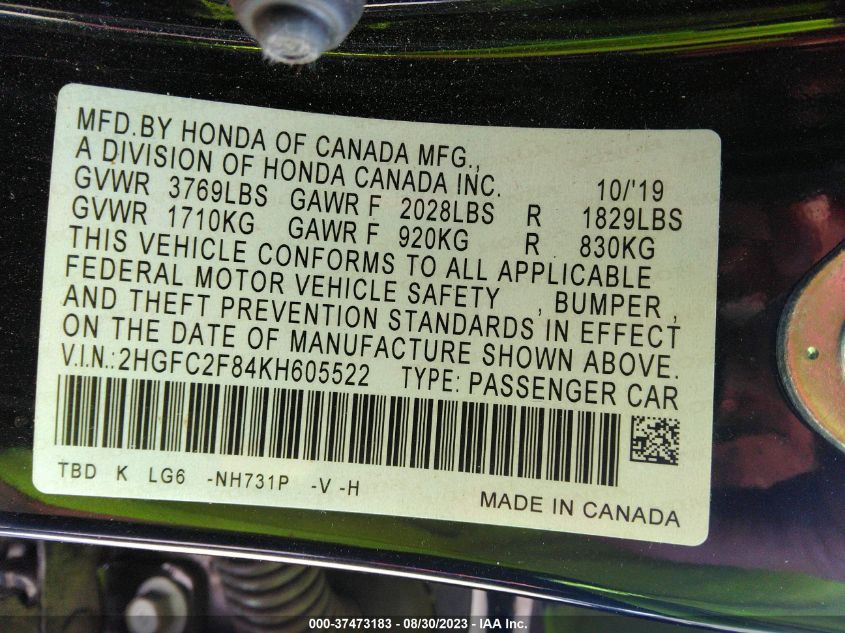 MFD.BY HONDA OF CANADA MFG.,
A DIVISION OF HONDA CANADA INC. 10/'19
GVWR 3769LBS GAWR F 2028LBS R 1829LBS
GVWR 1710KG GAWR F 920KG R 830KG
THIS VEHICLE CONFORMS TO ALL APPLICABLE
FEDERAL MOTOR VEHICLE SAFETY , BUMPER ,
AND THEFT PREVENTION STANDARDS IN EFFECT
ON THE DATE OF MANUFACTURE SHOWN ABOVE.
V.I.N.:2HGFC2F84KH605522 TYPE: PASSENGER CAR
TBD K LG6 -NH731P -V -H
MADE IN CANADA
000-37473183 - 08/30/2023 - IAA Inc.